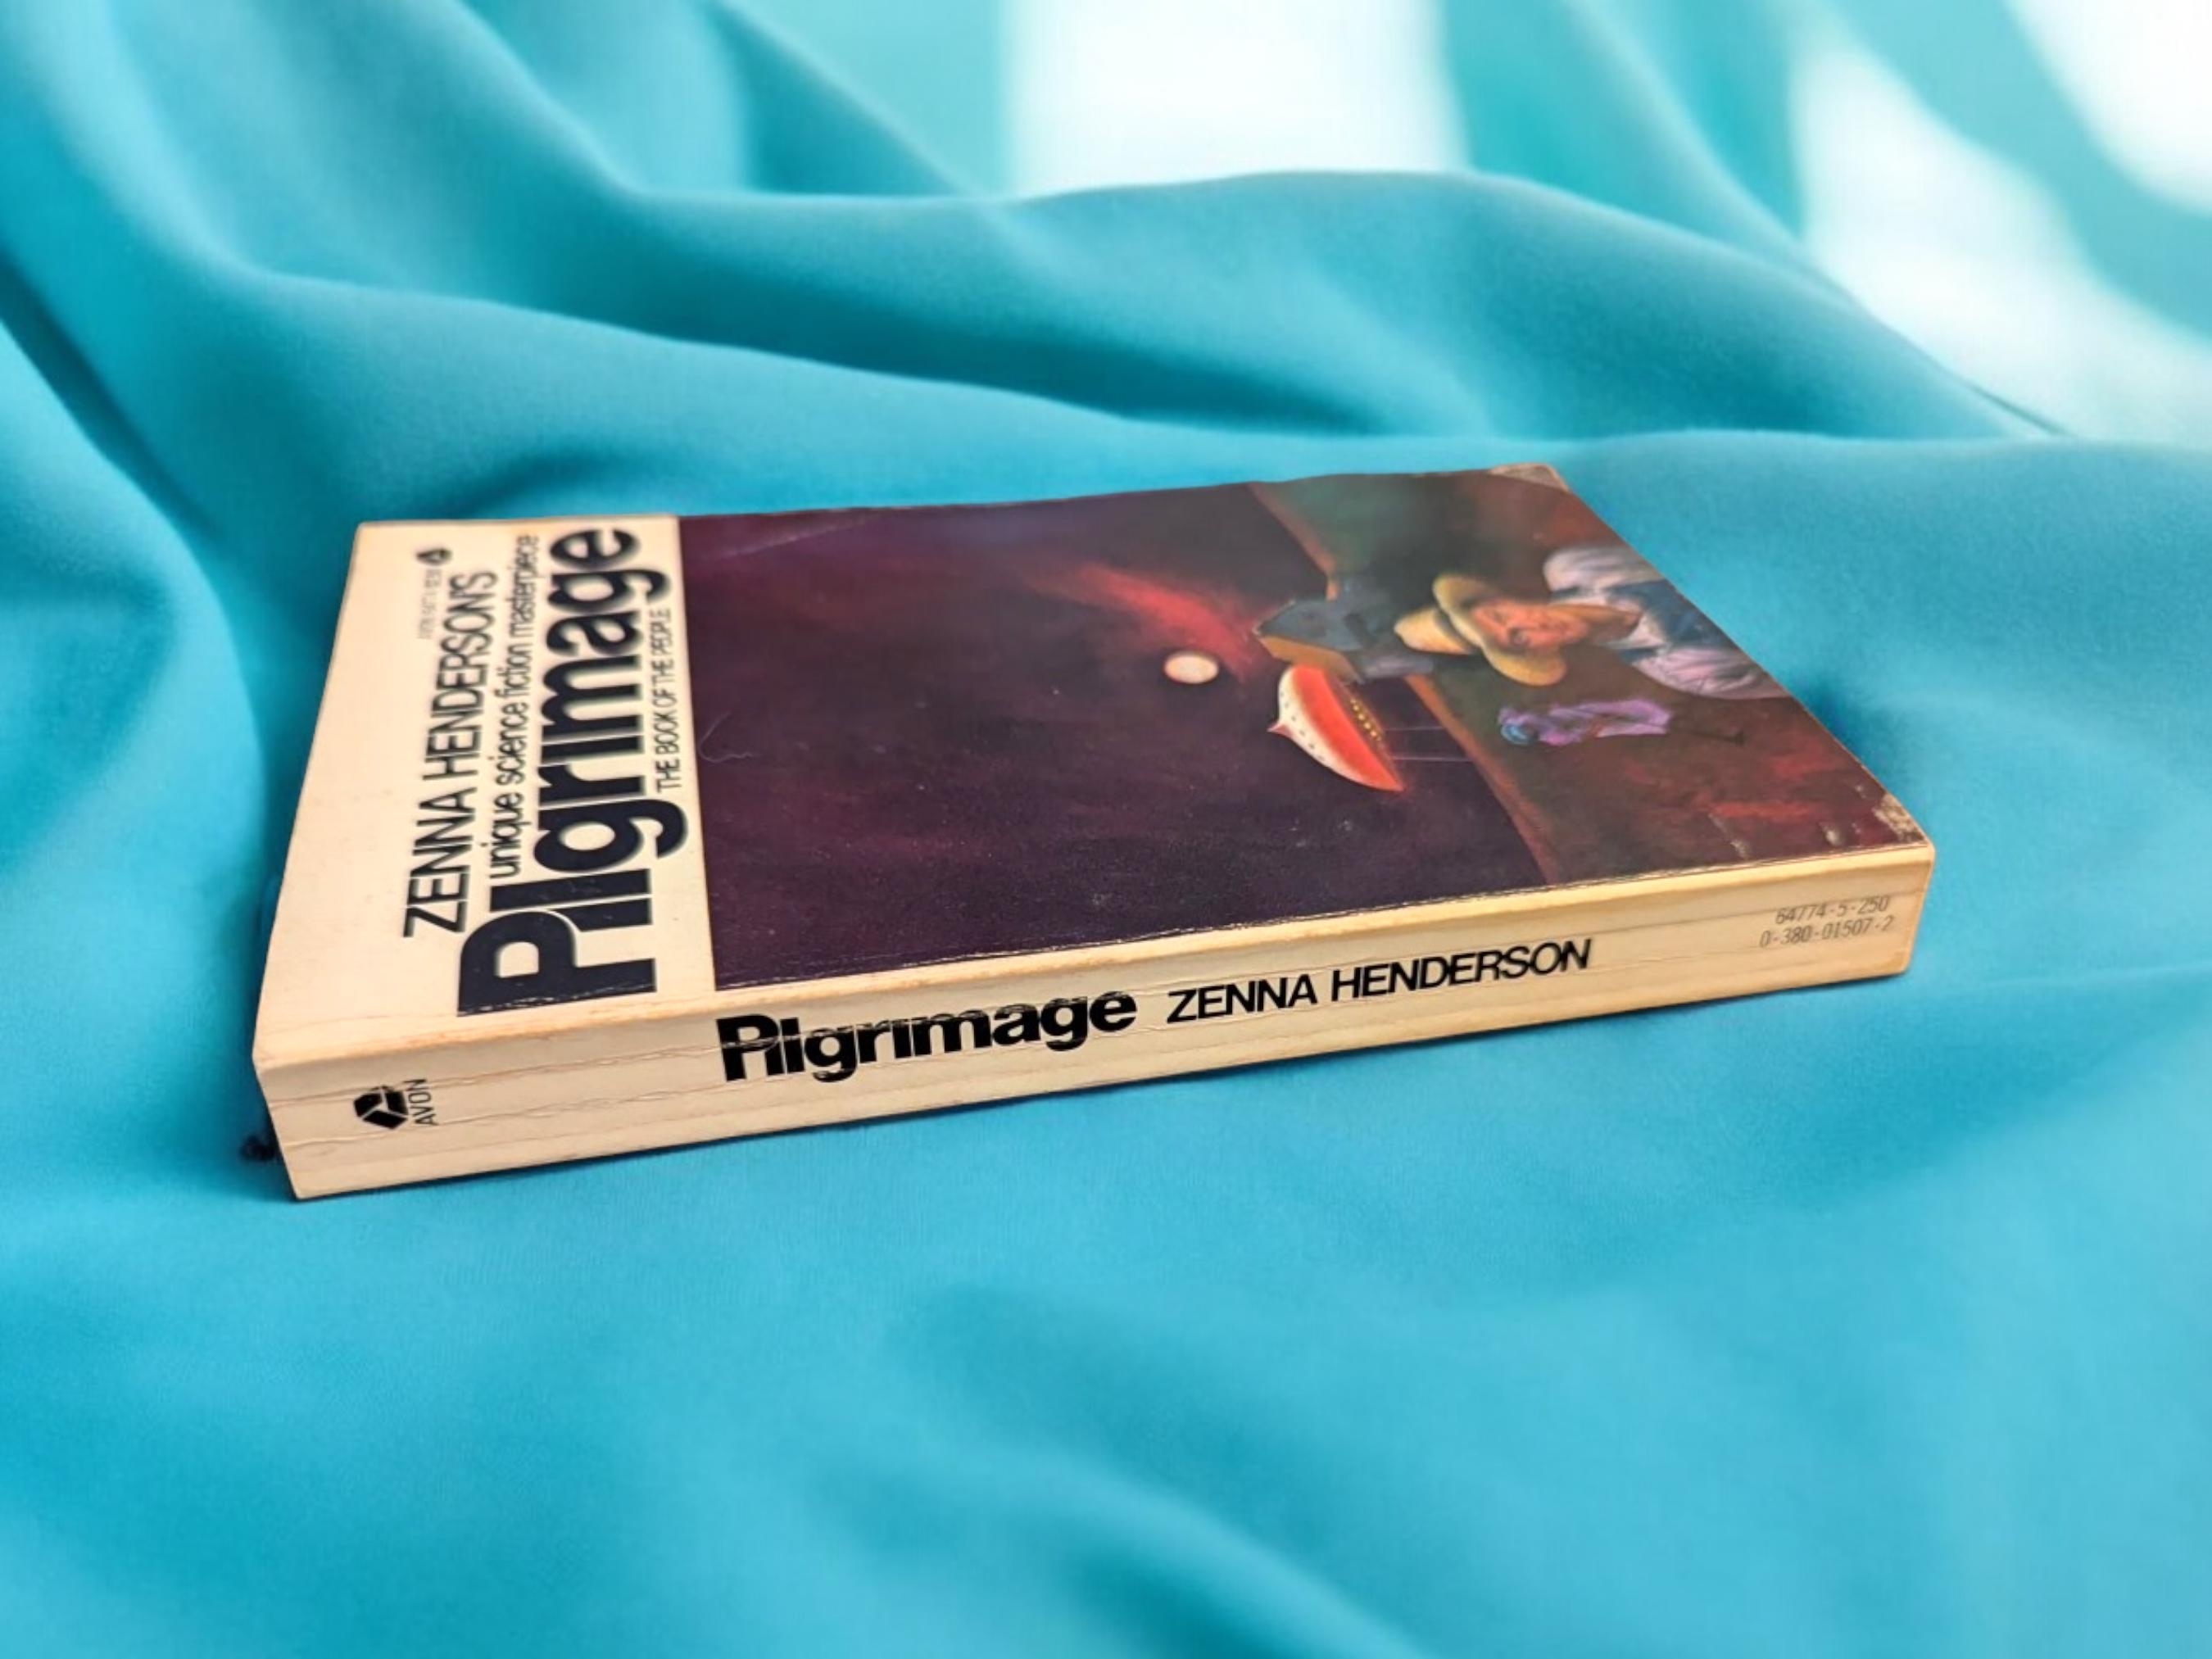 ZENNA HENDERSON'S
unique science fiction masterpiece
Pilgrimage
THE BOOK OF THE PEOPLE
AVON
Pilgrimage ZENNA HENDERSON
64774-5-250
0-380-01507-2